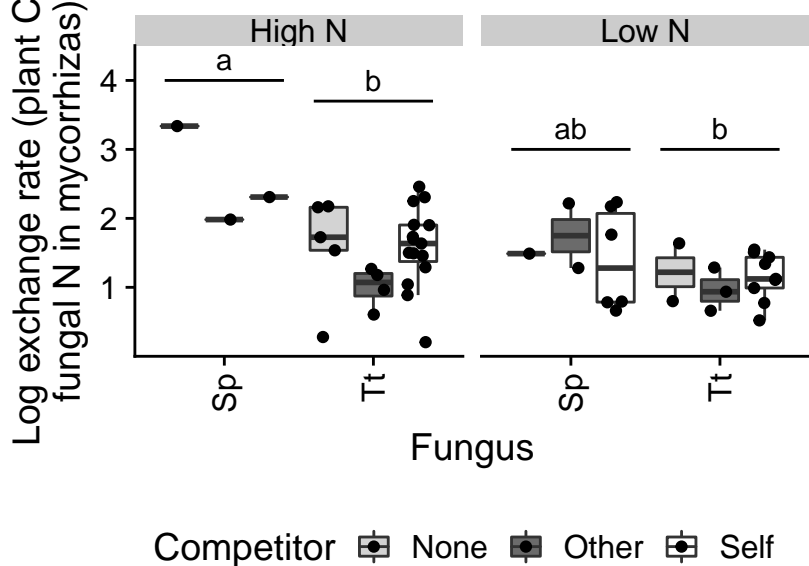 High N
Low N
Log exchange rate (plant C
fungal N in mycorrhizas)
4
3
2
1
a
b
ab
b
Sp
Tt
Sp
Tt
Fungus
Competitor None Other Self